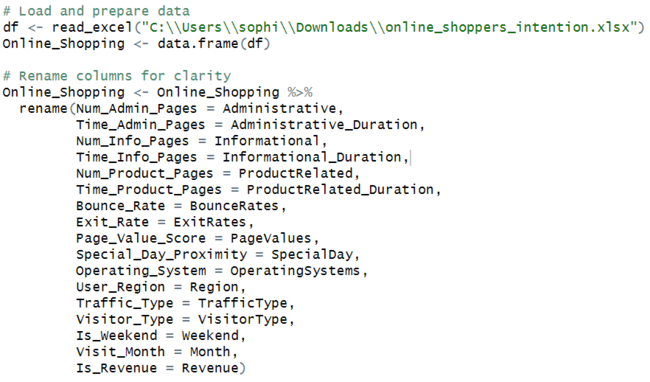 # Load and prepare data
df <- read_excel("C:\\Users\\sophi\\Downloads\\online_shoppers_intention.xlsx")
Online_Shopping <- data.frame(df)

# Rename columns for clarity
Online_Shopping <- Online_Shopping %>%
  rename(Num_Admin_Pages = Administrative,
         Time_Admin_Pages = Administrative_Duration,
         Num_Info_Pages = Informational,
         Time_Info_Pages = Informational_Duration,
         Num_Product_Pages = ProductRelated,
         Time_Product_Pages = ProductRelated_Duration,
         Bounce_Rate = BounceRates,
         Exit_Rate = ExitRates,
         Page_Value_Score = PageValues,
         Special_Day_Proximity = SpecialDay,
         Operating_System = OperatingSystems,
         User_Region = Region,
         Traffic_Type = TrafficType,
         Visitor_Type = VisitorType,
         Is_Weekend = Weekend,
         Visit_Month = Month,
         Is_Revenue = Revenue)